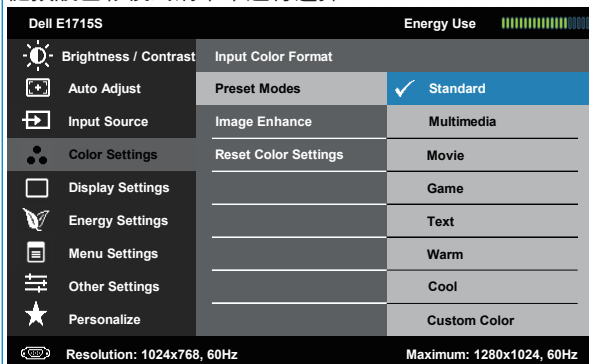 Dell E1715S Energy Use
Brightness / Contrast Input Color Format
Auto Adjust Preset Modes Standard
Input Source Image Enhance Multimedia
Color Settings Reset Color Settings Movie
Display Settings Game
Energy Settings Text
Menu Settings Warm
Other Settings Cool
Personalize Custom Color
Resolution: 1024x768, 60Hz Maximum: 1280x1024, 60Hz